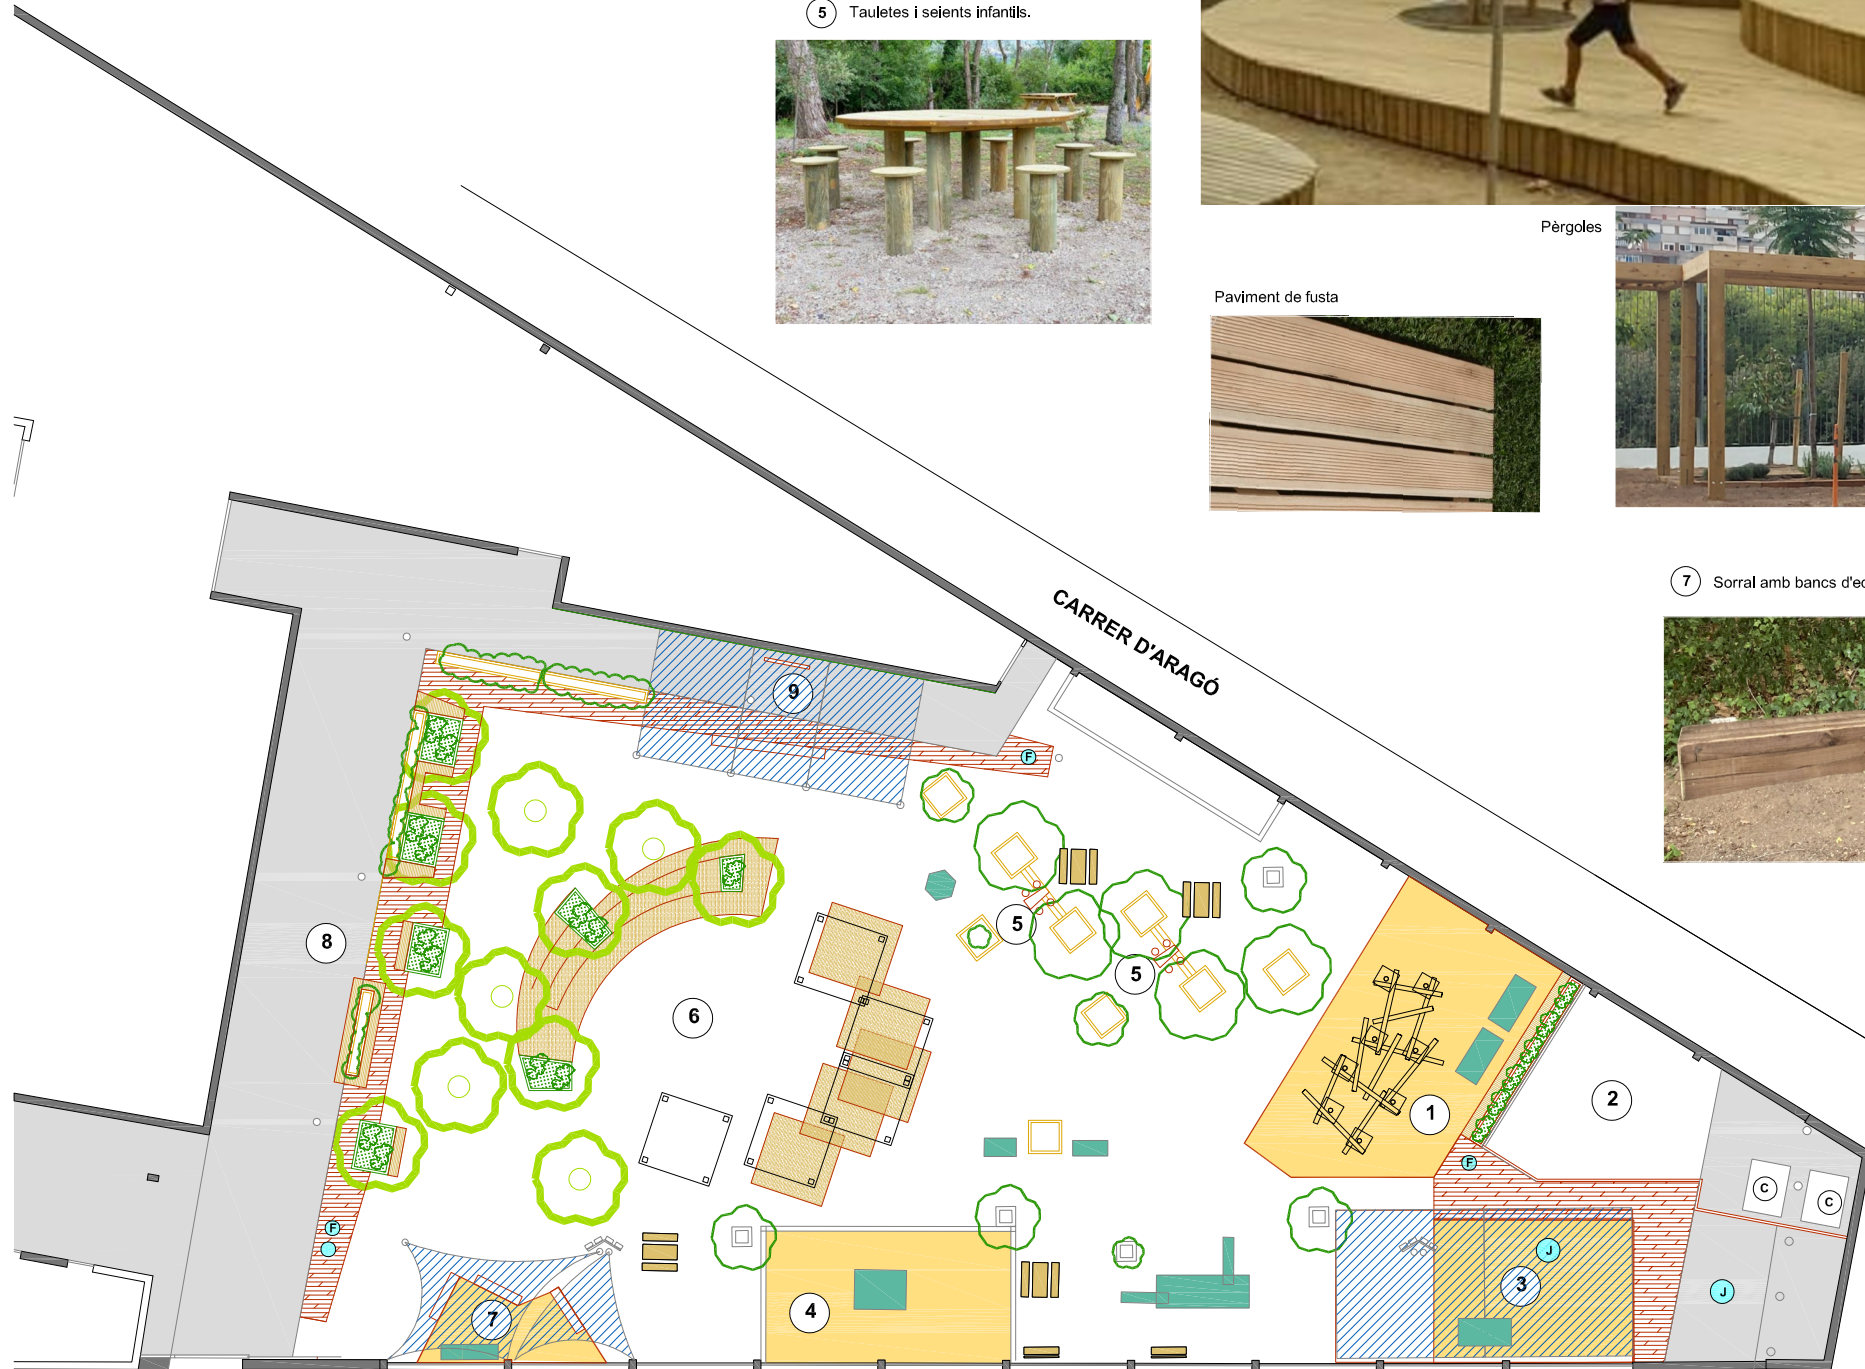 5 Tauletes i seients infantils.
Pèrgoles
Paviment de fusta
7 Sorral amb bancs d'ec
CARRER D'ARAGÓ
9
F
5
8
5
6
1
2
F
C
C
F
J
3
J
4
7